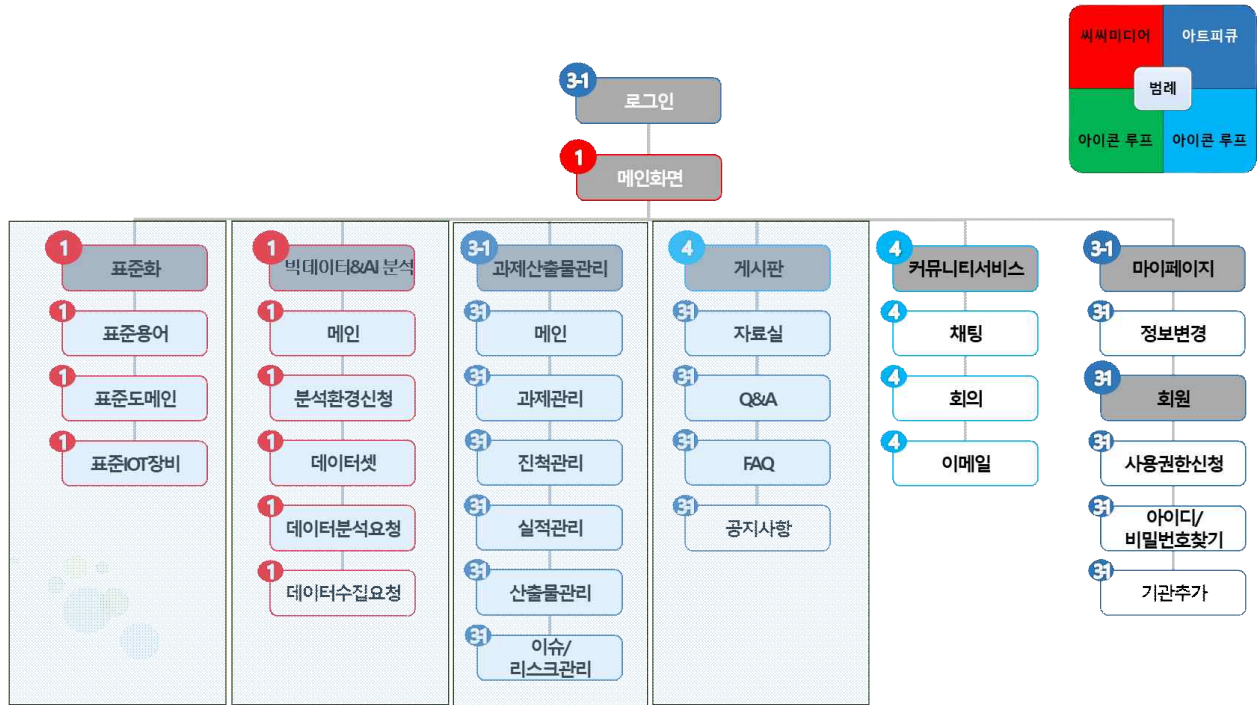 씨씨미디어
아트피큐
범례
아이콘 루프
아이콘 루프
3-1
로그인
1
메인화면
1
표준화
1
표준용어
1
표준도메인
1
표준IOT장비
1
빅데이터&AI 분석
1
메인
1
분석환경신청
1
데이터셋
1
데이터분석요청
1
데이터수집요청
3-1
과제산출물관리
3-1
메인
3-1
과제관리
3-1
진척관리
3-1
실적관리
3-1
산출물관리
3-1
이슈/
리스크관리
4
게시판
3-1
자료실
3-1
Q&A
3-1
FAQ
3-1
공지사항
4
커뮤니티서비스
4
채팅
4
회의
4
이메일
3-1
마이페이지
3-1
정보변경
3-1
회원
3-1
사용권한신청
3-1
아이디/
비밀번호찾기
3-1
기관추가